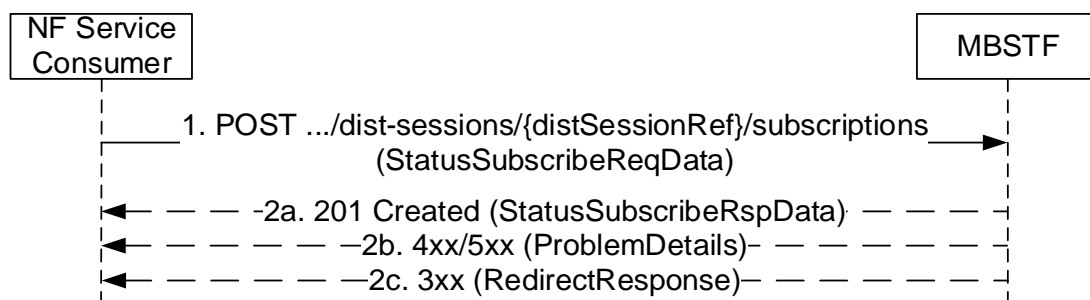 NF Service
Consumer
MBSTF
1. POST .../dist-sessions/{distSessionRef}/subscriptions
(StatusSubscribeReqData)
2a. 201 Created (StatusSubscribeRspData)
2b. 4xx/5xx (ProblemDetails)
2c. 3xx (RedirectResponse)